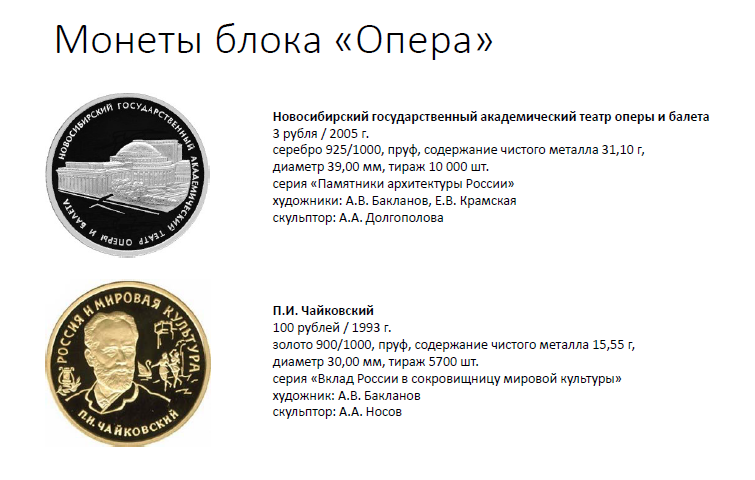 Монеты блока «Опера»
НОВОСИБИРСКИЙ ГОСУДАРСТВЕННЫЙ АКАДЕМИЧЕСКИЙ ТЕАТР ОПЕРЫ И БАЛЕТА
Новосибирский государственный академический театр оперы и балета
3 рубля / 2005 г.
серебро 925/1000, пруф, содержание чистого металла 31,10 г,
диаметр 39,00 мм, тираж 10 000 шт.
серия «Памятники архитектуры России»
художники: А.В. Бакланов, Е.В. Крамская
скульптор: А.А. Долгополова
РОССИЯ И МИРОВАЯ КУЛЬТУРА
П.И. ЧАЙКОВСКИЙ
П.И. Чайковский
100 рублей / 1993 г.
золото 900/1000, пруф, содержание чистого металла 15,55 г,
диаметр 30,00 мм, тираж 5700 шт.
серия «Вклад России в сокровищницу мировой культуры»
художник: А.В. Бакланов
скульптор: А.А. Носов